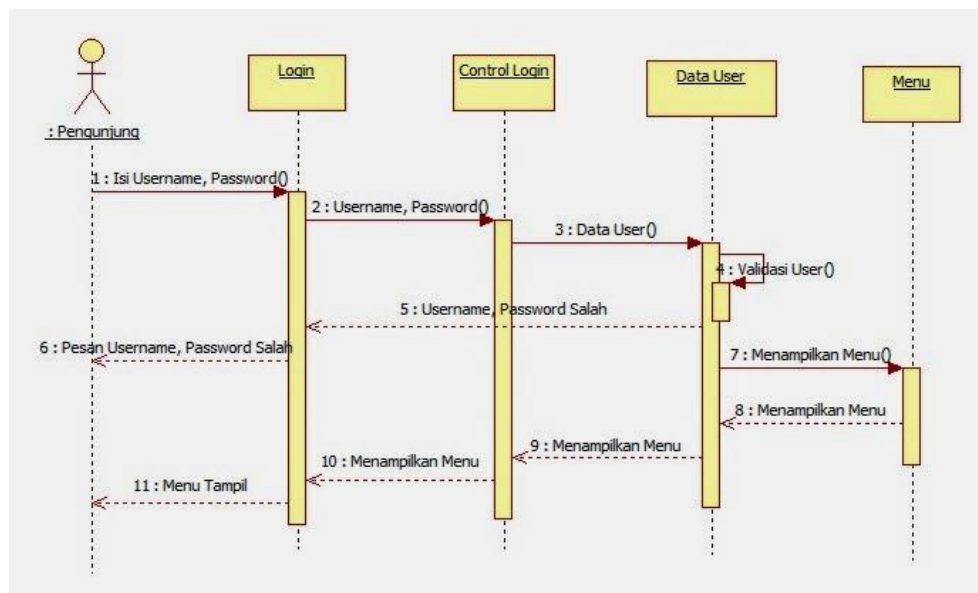 Login
Control Login
Data User
Menu
: Pengunjung
1 : Isi Username, Password()
2 : Username, Password()
3 : Data User()
4 : Validasi User()
5 : Username, Password Salah
6 : Pesan Username, Password Salah
7 : Menampilkan Menu()
8 : Menampilkan Menu
9 : Menampilkan Menu
10 : Menampilkan Menu
11 : Menu Tampil